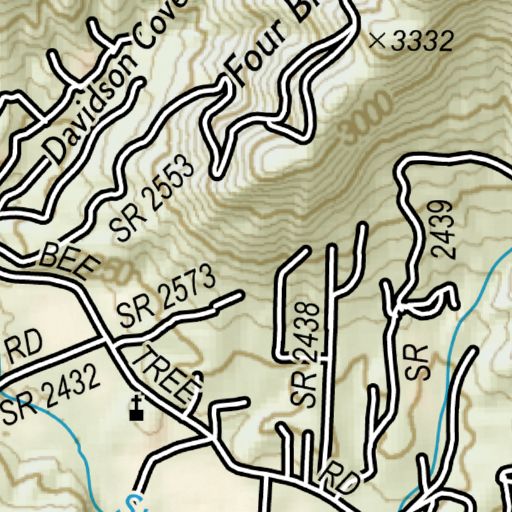 Davidson Cove
Four Br
×3332
3000
SR 2553
2439
BEE
SR 2573
RD
TREE
SR 2438
SR
SR 2432
RD